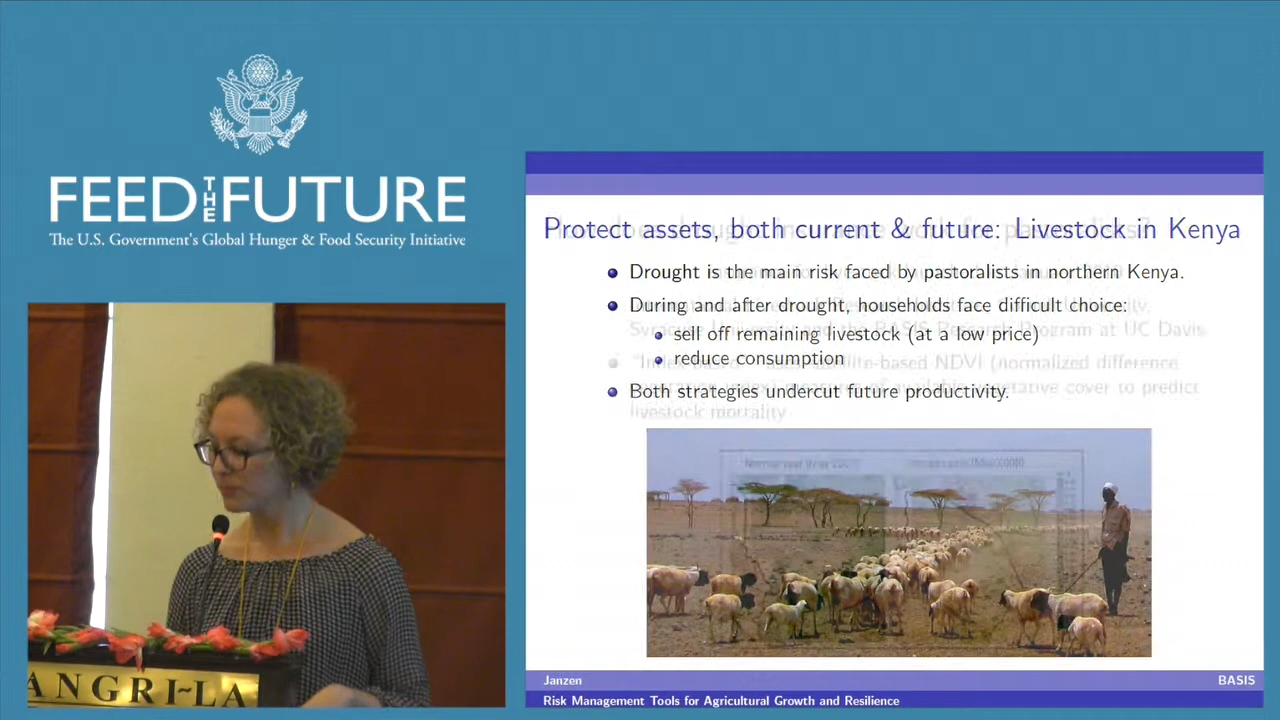 FEED THE FUTURE
The U.S. Government's Global Hunger & Food Security Initiative
Protect assets, both current & future: Livestock in Kenya
Drought is the main risk faced by pastoralists in northern Kenya.
During and after drought, households face difficult choice:
sell off remaining livestock (at a low price)
reduce consumption
Both strategies undercut future productivity.
ANGRI~LA
Janzen
BASIS
Risk Management Tools for Agricultural Growth and Resilience